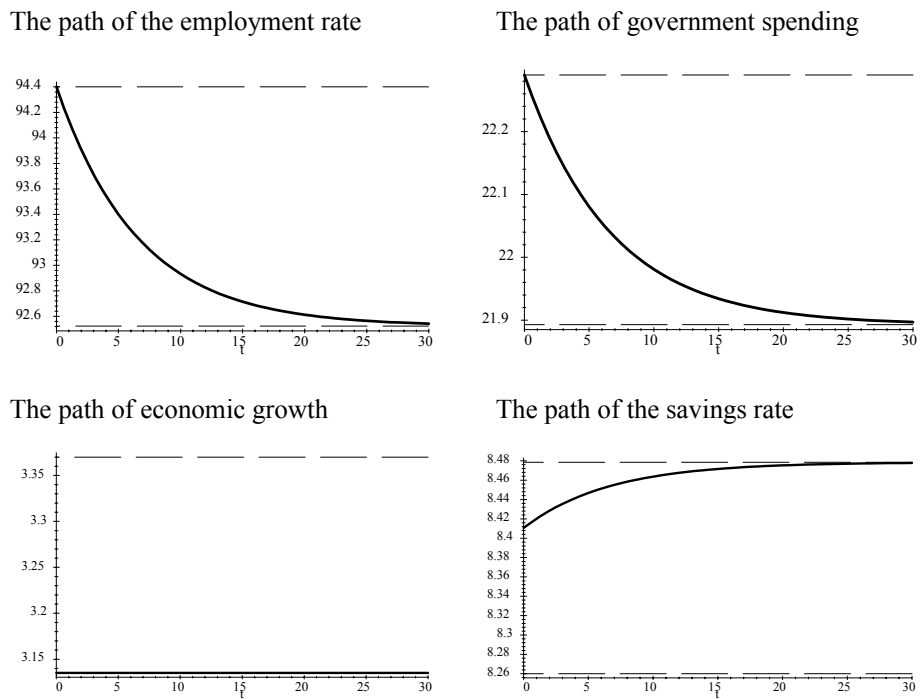 The path of the employment rate
94.4
94.2
94
93.8
93.6
93.4
93.2
93
92.8
92.6
0 5 10 15 20 25 30
t
The path of government spending
22.2
22.1
22
21.9
0 5 10 15 20 25 30
t
The path of economic growth
3.35
3.3
3.25
3.2
3.15
0 5 10 15 20 25 30
t
The path of the savings rate
8.48
8.46
8.44
8.42
8.4
8.38
8.36
8.34
8.32
8.3
8.28
8.26
0 5 10 15 20 25 30
t